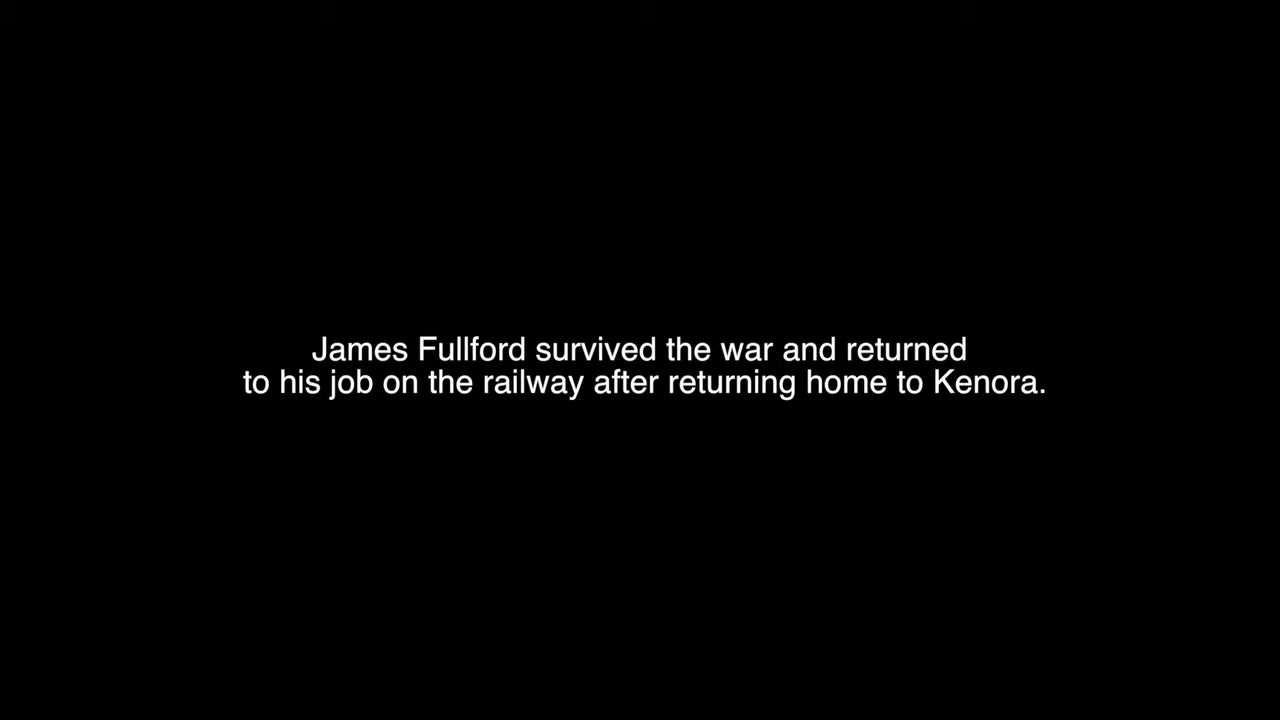 James Fullford survived the war and returned
to his job on the railway after returning home to Kenora.